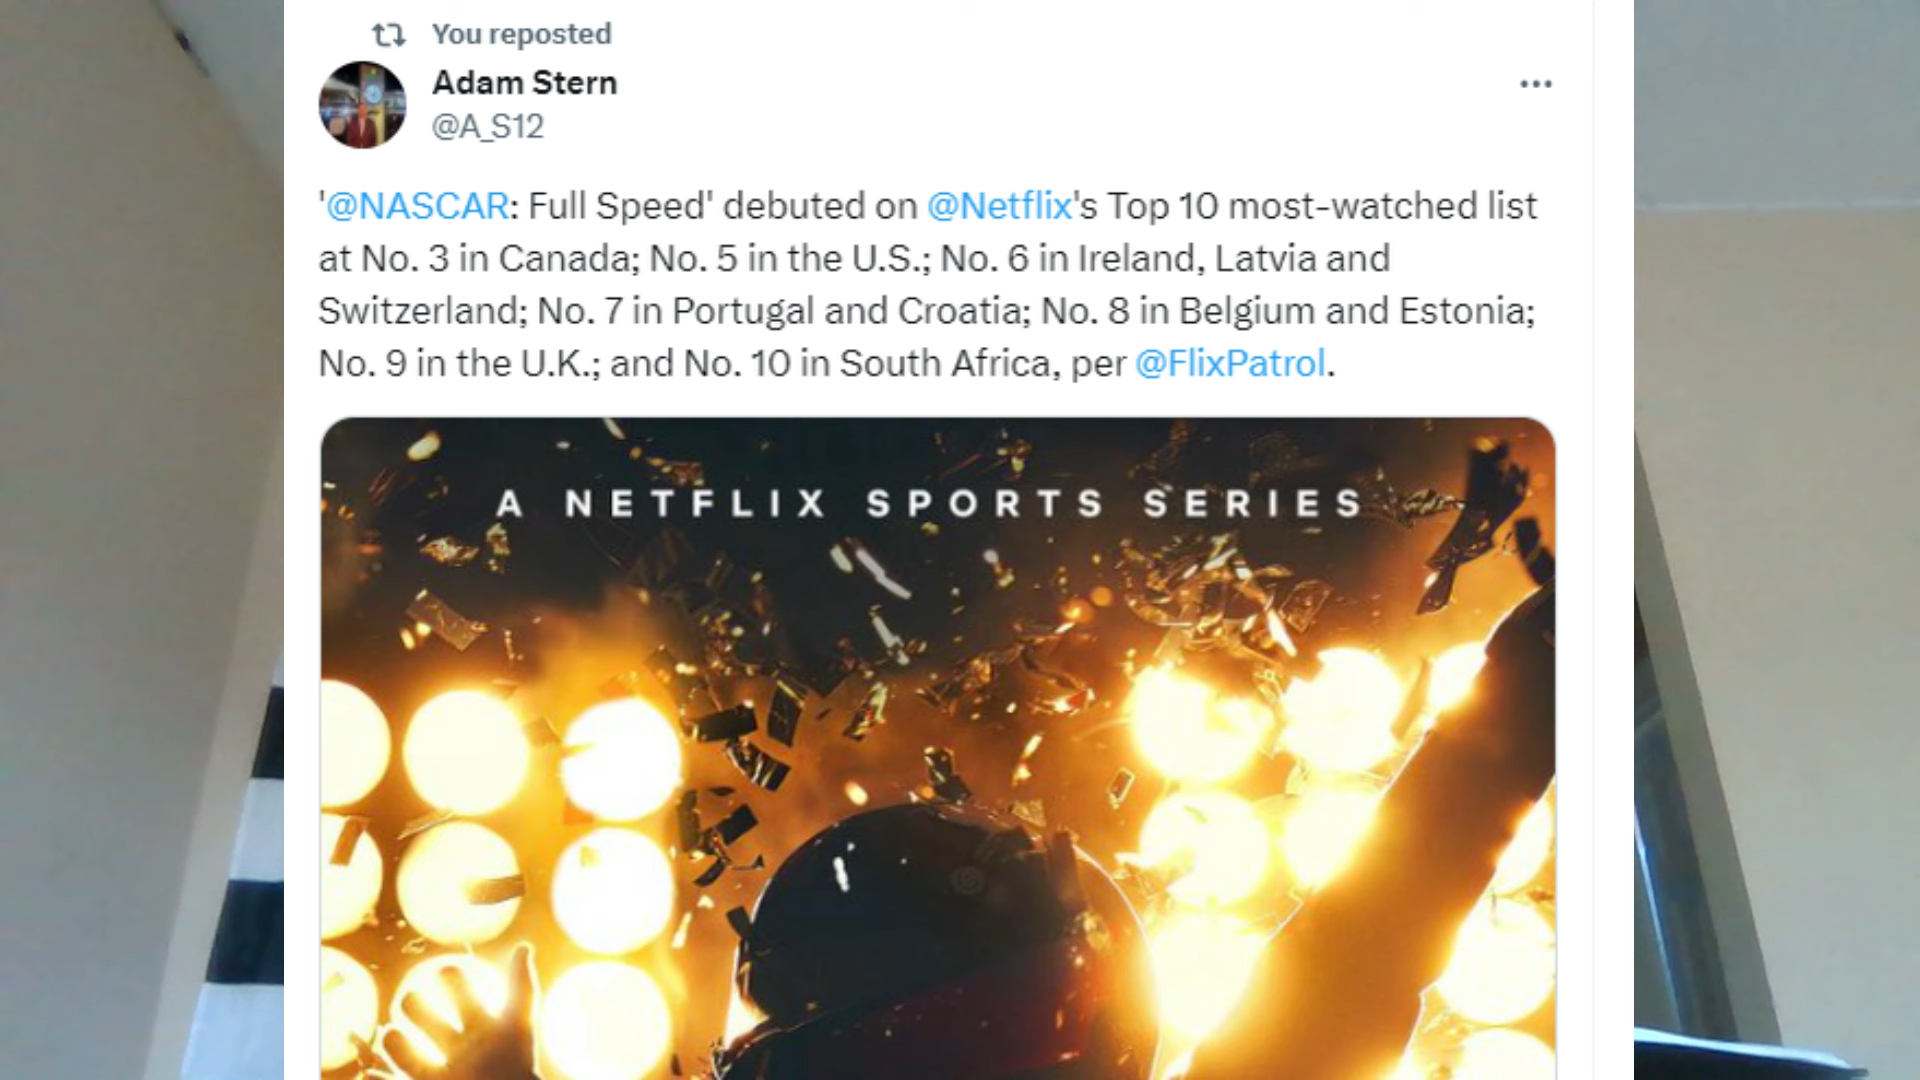 You reposted
Adam Stern
@A_S12
'@NASCAR: Full Speed' debuted on @Netflix's Top 10 most-watched list
at No. 3 in Canada; No. 5 in the U.S.; No. 6 in Ireland, Latvia and
Switzerland; No. 7 in Portugal and Croatia; No. 8 in Belgium and Estonia;
No. 9 in the U.K.; and No. 10 in South Africa, per @FlixPatrol.
A NETFLIX SPORTS SERIES